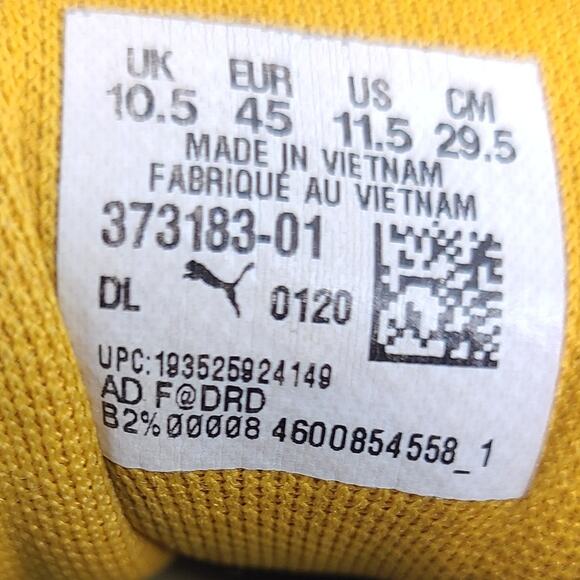 UK EUR US CM
10.5 45 11.5 29.5
MADE IN VIETNAM
FABRIQUÉ AU VIETNAM
373183-01
DL 0120
UPC:193525924149
AD F@DRD
B2%00008 4600854558_1